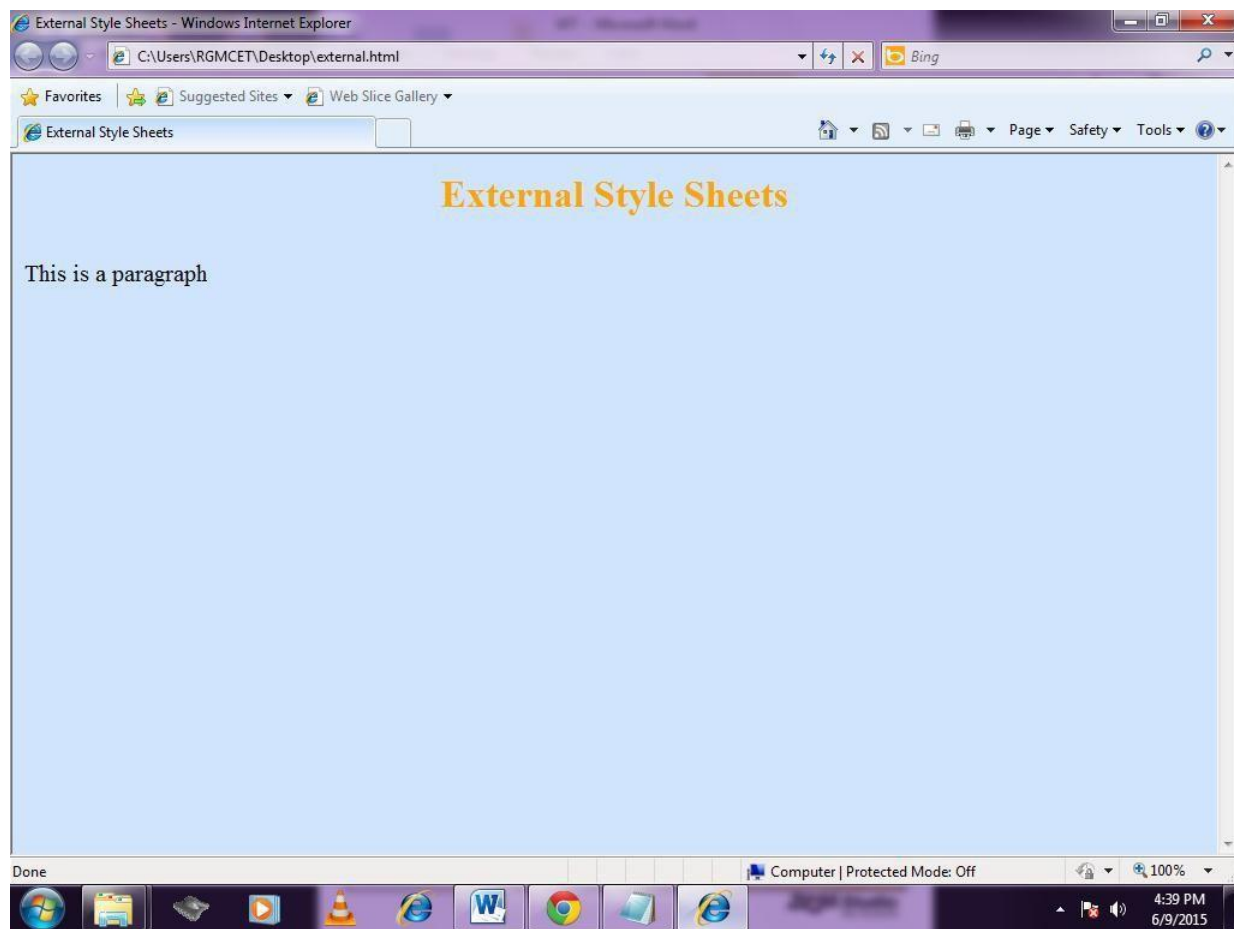 External Style Sheets - Windows Internet Explorer
C:\Users\RGMCET\Desktop\external.html
Bing
Favorites Suggested Sites Web Slice Gallery
External Style Sheets Page Safety Tools
External Style Sheets
This is a paragraph
Done Computer | Protected Mode: Off 100%
4:39 PM
6/9/2015